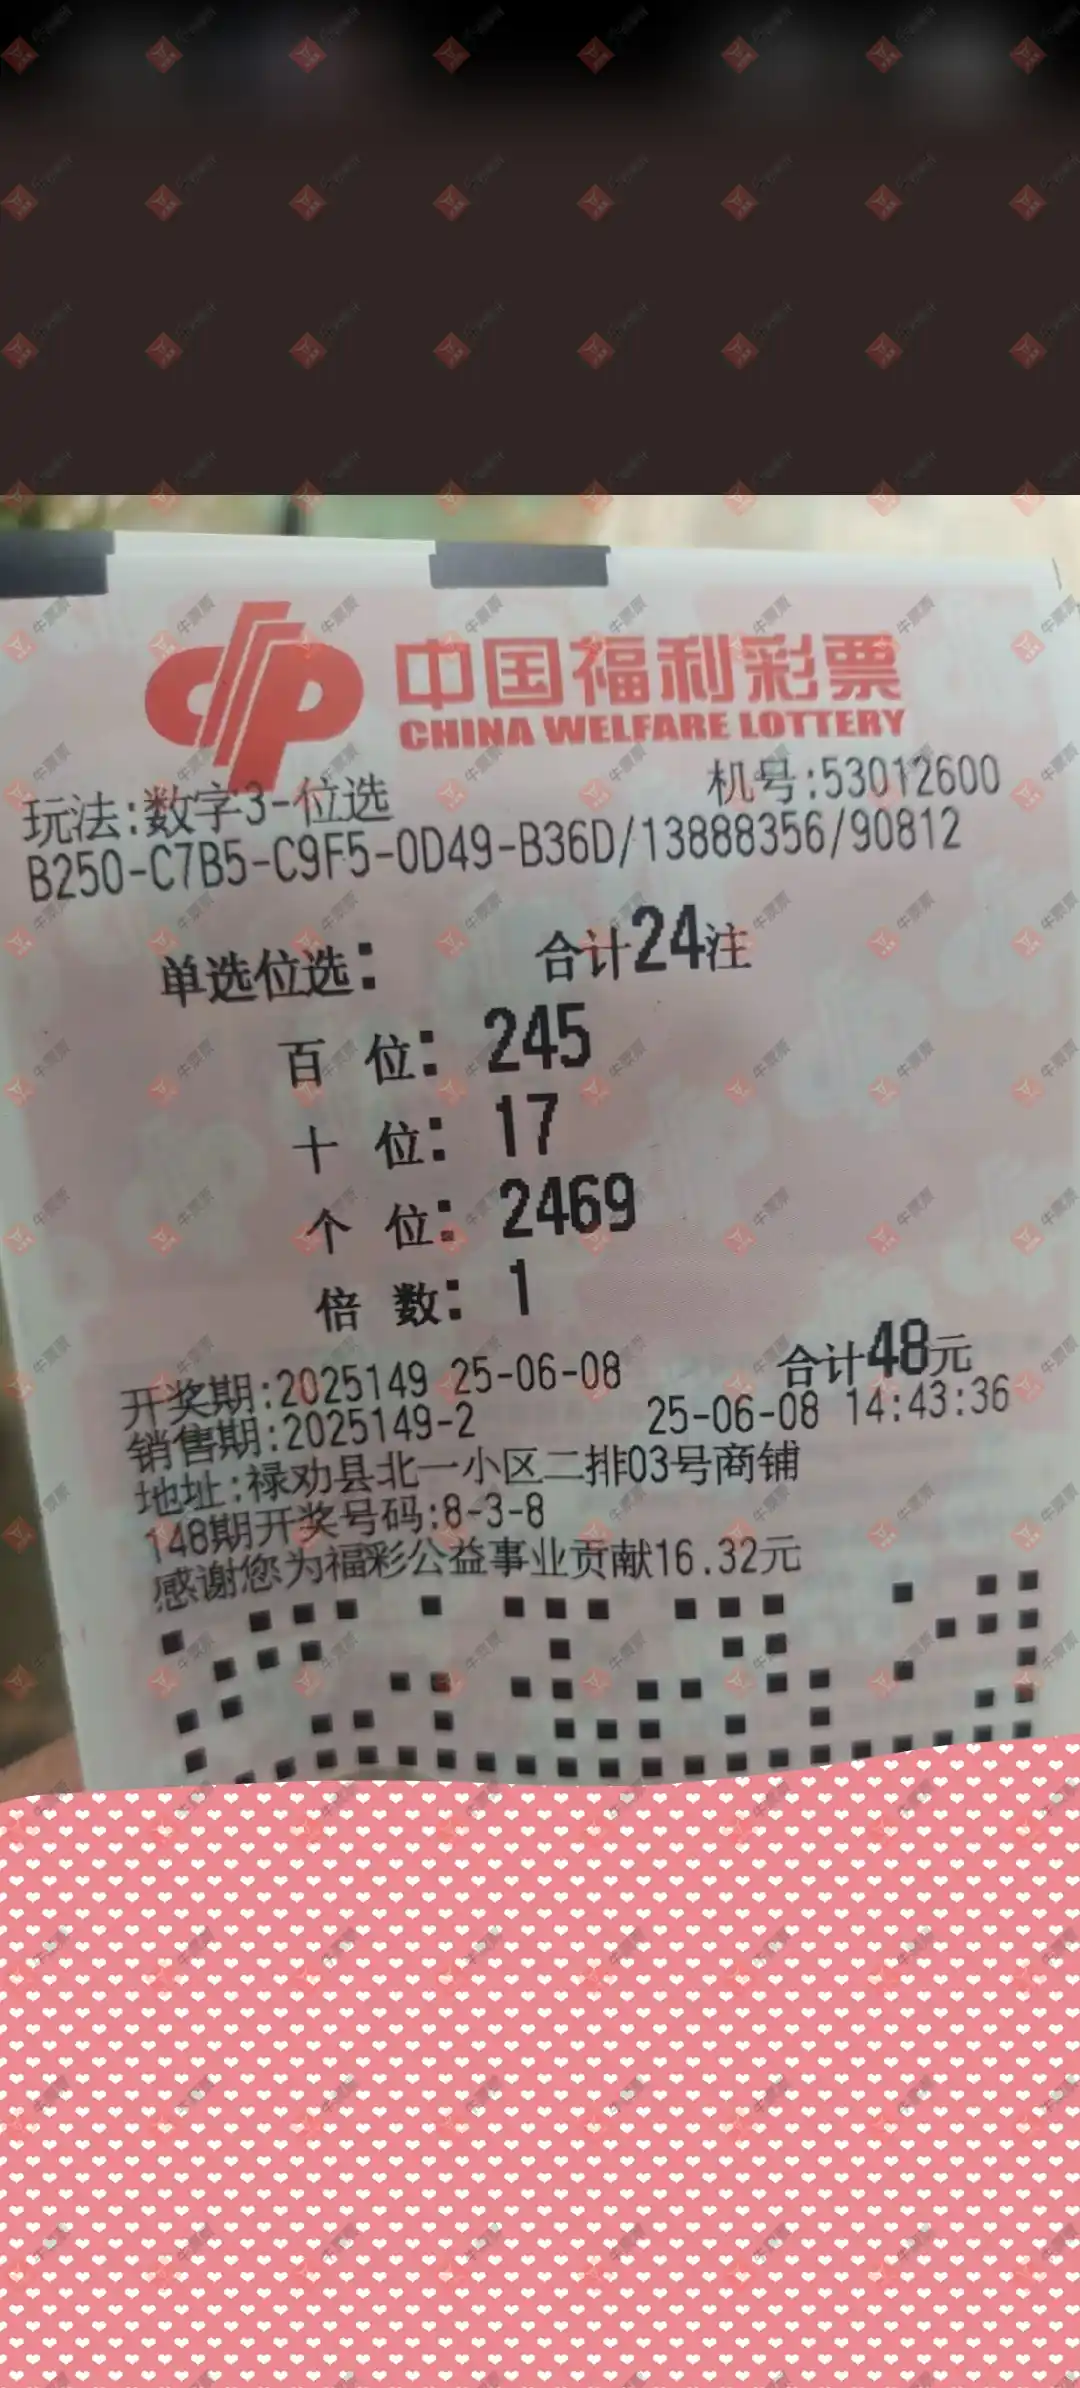 中国福利彩票
CHINA WELFARE LOTTERY
玩法:数字3-位选 机号:53012600
B250-C7B5-C9F5-0D49-B36D/13888356/90812
单选位选: 合计24注
百 位: 245
十 位: 17
个 位: 2469
倍 数: 1
开奖期:2025149 25-06-08 合计48元
销售期:2025149-2 25-06-08 14:43:36
地址:禄劝县北一小区二排03号商铺
148期开奖号码:8-3-8
感谢您为福彩公益事业贡献16.32元
牛票票